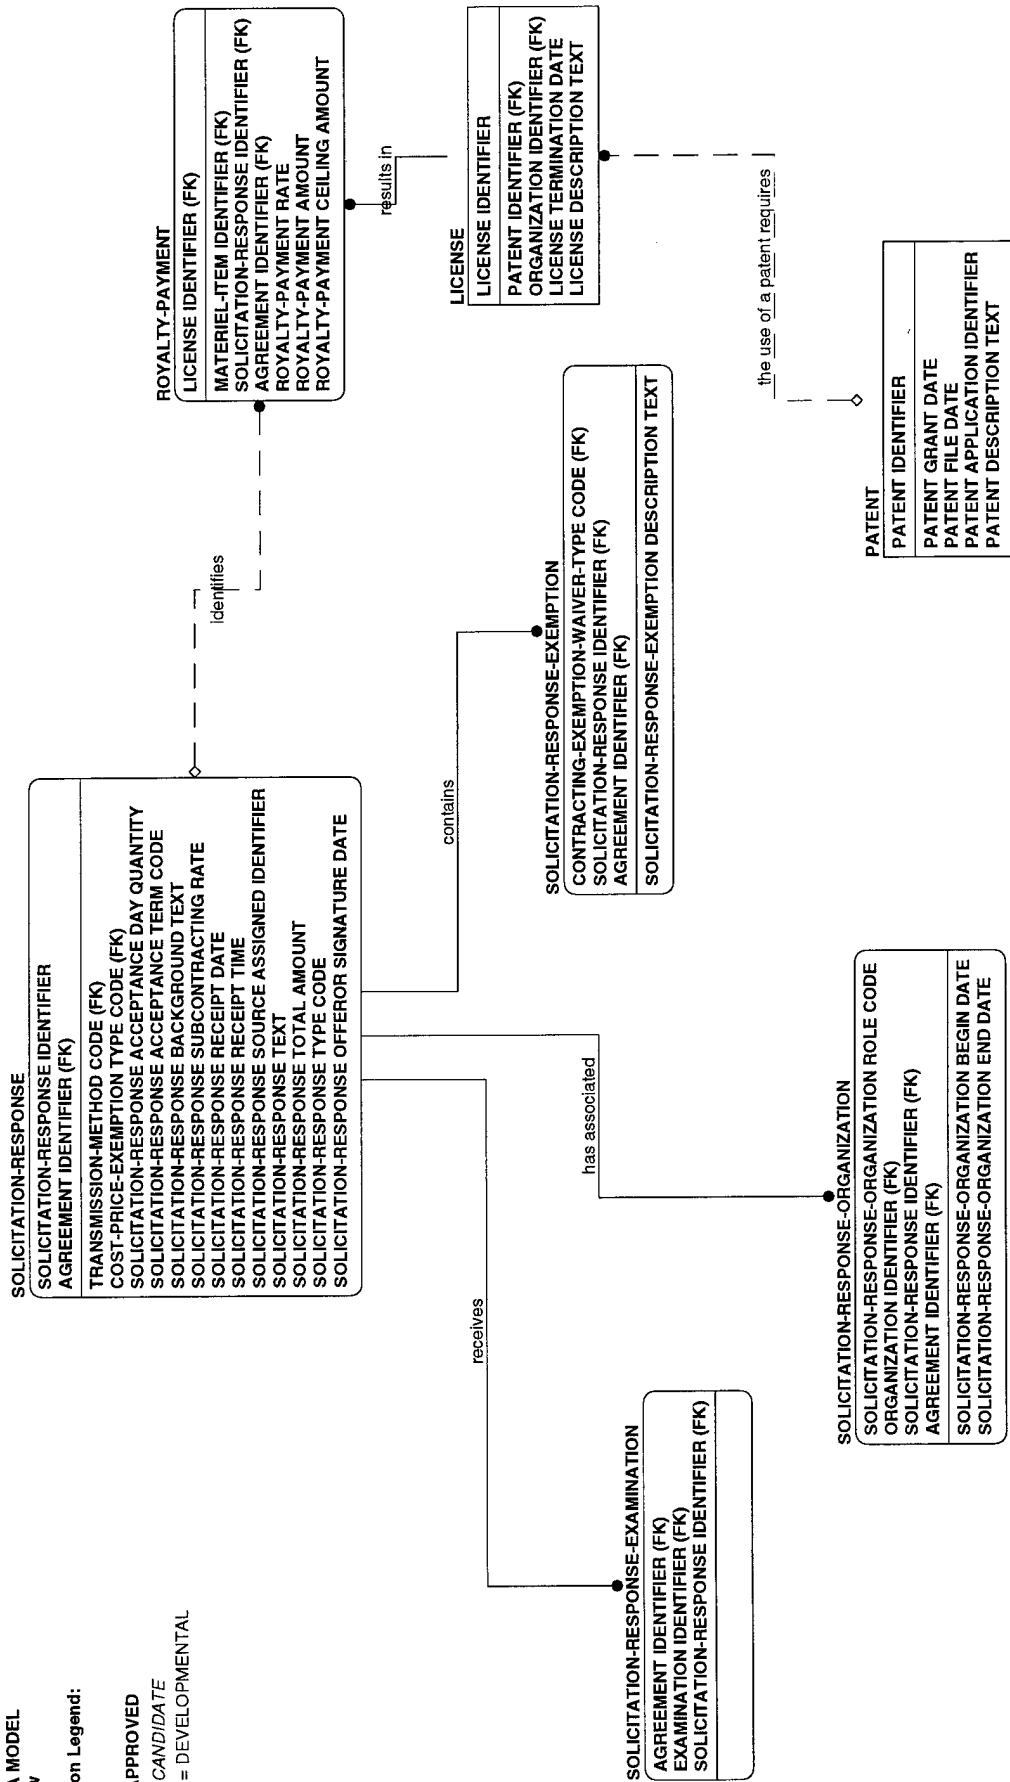 A MODEL
on Legend:
APPROVED
CANDIDATE
= DEVELOPMENTAL
SOLICITATION-RESPONSE
SOLICITATION-RESPONSE IDENTIFIER
AGREEMENT IDENTIFIER (FK)
TRANSMISSION-METHOD CODE (FK)
COST-PRICE-EXEMPTION TYPE CODE (FK)
SOLICITATION-RESPONSE ACCEPTANCE DAY QUANTITY
SOLICITATION-RESPONSE ACCEPTANCE TERM CODE
SOLICITATION-RESPONSE BACKGROUND TEXT
SOLICITATION-RESPONSE SUBCONTRACTING RATE
SOLICITATION-RESPONSE RECEIPT DATE
SOLICITATION-RESPONSE RECEIPT TIME
SOLICITATION-RESPONSE SOURCE ASSIGNED IDENTIFIER
SOLICITATION-RESPONSE TEXT
SOLICITATION-RESPONSE TOTAL AMOUNT
SOLICITATION-RESPONSE TYPE CODE
SOLICITATION-RESPONSE OFFEROR SIGNATURE DATE
identifies
ROYALTY-PAYMENT
LICENSE IDENTIFIER (FK)
MATERIEL-ITEM IDENTIFIER (FK)
SOLICITATION-RESPONSE IDENTIFIER (FK)
AGREEMENT IDENTIFIER (FK)
ROYALTY-PAYMENT RATE
ROYALTY-PAYMENT AMOUNT
ROYALTY-PAYMENT CEILING AMOUNT
results in
receives
has associated
contains
LICENSE
LICENSE IDENTIFIER
PATENT IDENTIFIER (FK)
ORGANIZATION IDENTIFIER (FK)
LICENSE TERMINATION DATE
LICENSE DESCRIPTION TEXT
SOLICITATION-RESPONSE-EXEMPTION
CONTRACTING-EXEMPTION-WAIVER-TYPE CODE (FK)
SOLICITATION-RESPONSE IDENTIFIER (FK)
AGREEMENT IDENTIFIER (FK)
SOLICITATION-RESPONSE-EXEMPTION DESCRIPTION TEXT
SOLICITATION-RESPONSE-EXAMINATION
AGREEMENT IDENTIFIER (FK)
EXAMINATION IDENTIFIER (FK)
SOLICITATION-RESPONSE IDENTIFIER (FK)
the use of a patent requires
SOLICITATION-RESPONSE-ORGANIZATION
SOLICITATION-RESPONSE-ORGANIZATION ROLE CODE
ORGANIZATION IDENTIFIER (FK)
SOLICITATION-RESPONSE IDENTIFIER (FK)
AGREEMENT IDENTIFIER (FK)
SOLICITATION-RESPONSE-ORGANIZATION BEGIN DATE
SOLICITATION-RESPONSE-ORGANIZATION END DATE
PATENT
PATENT IDENTIFIER
PATENT GRANT DATE
PATENT FILE DATE
PATENT APPLICATION IDENTIFIER
PATENT DESCRIPTION TEXT